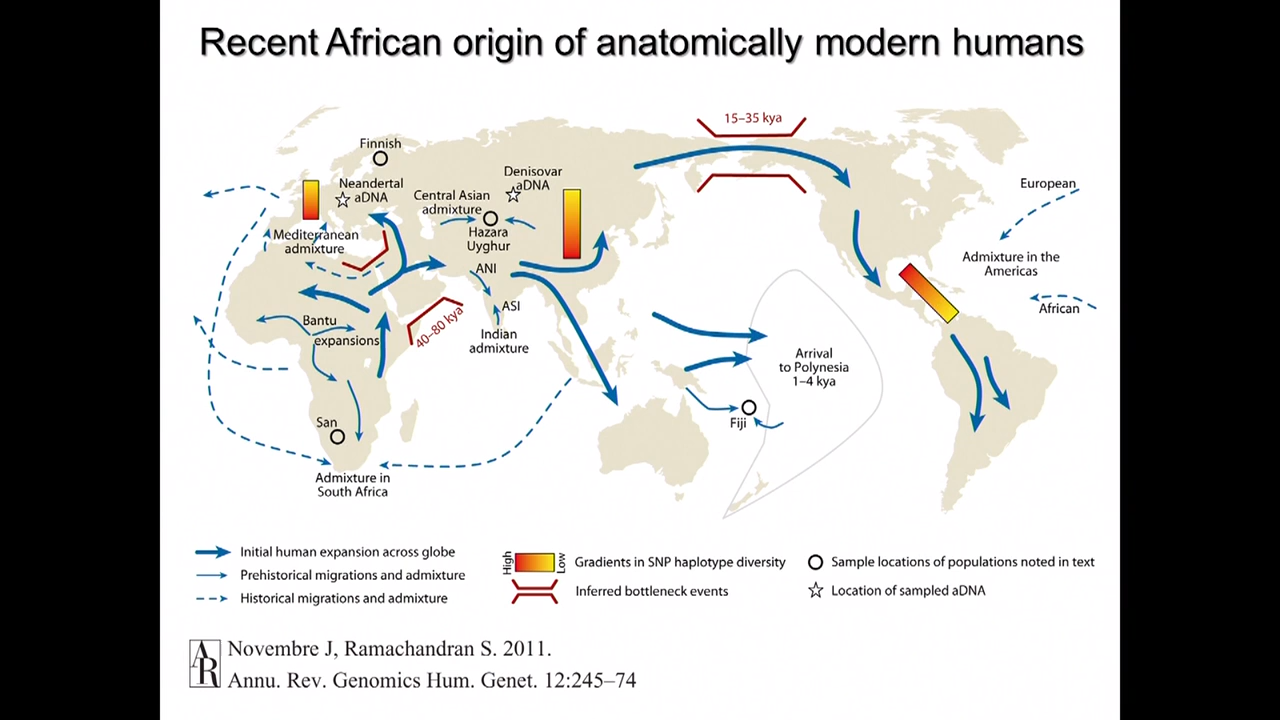 Recent African origin of anatomically modern humans
15–35 kya
Finnish
Neandertal
aDNA
Denisovar
aDNA
Central Asian
admixture
Hazara
Uyghur
European
Mediterranean
admixture
Admixture in the
Americas
ANI
ASI
African
40–80 kya
Bantu
expansions
Indian
admixture
Arrival
to Polynesia
1–4 kya
San
Fiji
Admixture in
South Africa
Initial human expansion across globe
Prehistorical migrations and admixture
Historical migrations and admixture
High
Low
Gradients in SNP haplotype diversity
Inferred bottleneck events
Sample locations of populations noted in text
Location of sampled aDNA
AR
Novembre J, Ramachandran S. 2011.
Annu. Rev. Genomics Hum. Genet. 12:245–74